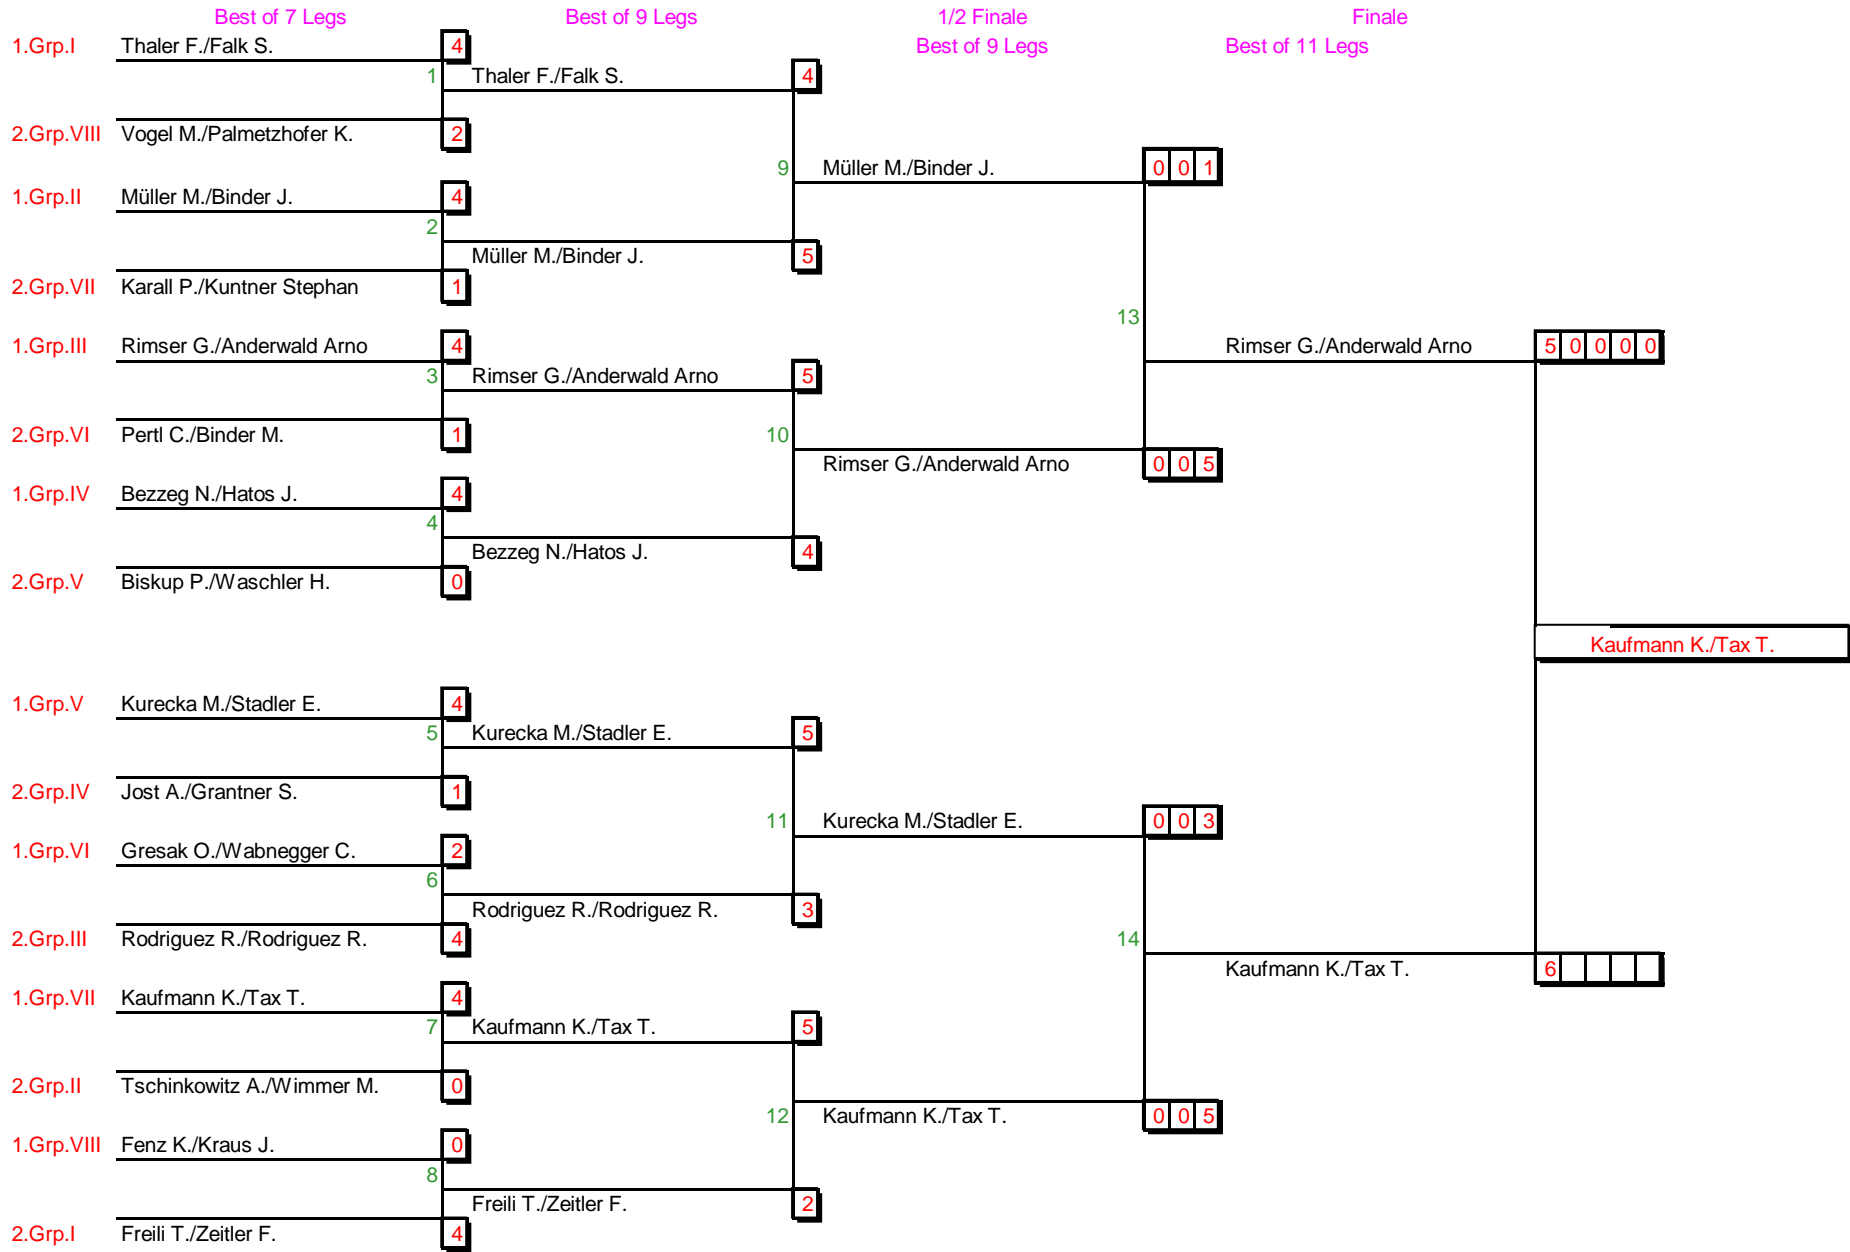 Best of 7 Legs Best of 9 Legs 1/2 Finale Finale
1.Grp.I Thaler F./Falk S. 4 Best of 9 Legs Best of 11 Legs
1 Thaler F./Falk S. 4
2.Grp.VIII Vogel M./Palmetzhofer K. 2
9 Müller M./Binder J. 0 0 1
1.Grp.II Müller M./Binder J. 4
2
Müller M./Binder J. 5
2.Grp.VII Karall P./Kuntner Stephan 1
13
1.Grp.III Rimser G./Anderwald Arno 4 Rimser G./Anderwald Arno 5 0 0 0 0
3 Rimser G./Anderwald Arno 5
2.Grp.VI Pertl C./Binder M. 1 10
Rimser G./Anderwald Arno 0 0 5
1.Grp.IV Bezzeg N./Hatos J. 4
4
Bezzeg N./Hatos J. 4
2.Grp.V Biskup P./Waschler H. 0
Kaufmann K./Tax T.
1.Grp.V Kurecka M./Stadler E. 4
5 Kurecka M./Stadler E. 5
2.Grp.IV Jost A./Grantner S. 1
11 Kurecka M./Stadler E. 0 0 3
1.Grp.VI Gresak O./Wabnegger C. 2
6
Rodriguez R./Rodriguez R. 3
2.Grp.III Rodriguez R./Rodriguez R. 4 14
Kaufmann K./Tax T. 6
1.Grp.VII Kaufmann K./Tax T. 4
7 Kaufmann K./Tax T. 5
2.Grp.II Tschinkowitz A./Wimmer M. 0
12 Kaufmann K./Tax T. 0 0 5
1.Grp.VIII Fenz K./Kraus J. 0
8
Freili T./Zeitler F. 2
2.Grp.I Freili T./Zeitler F. 4